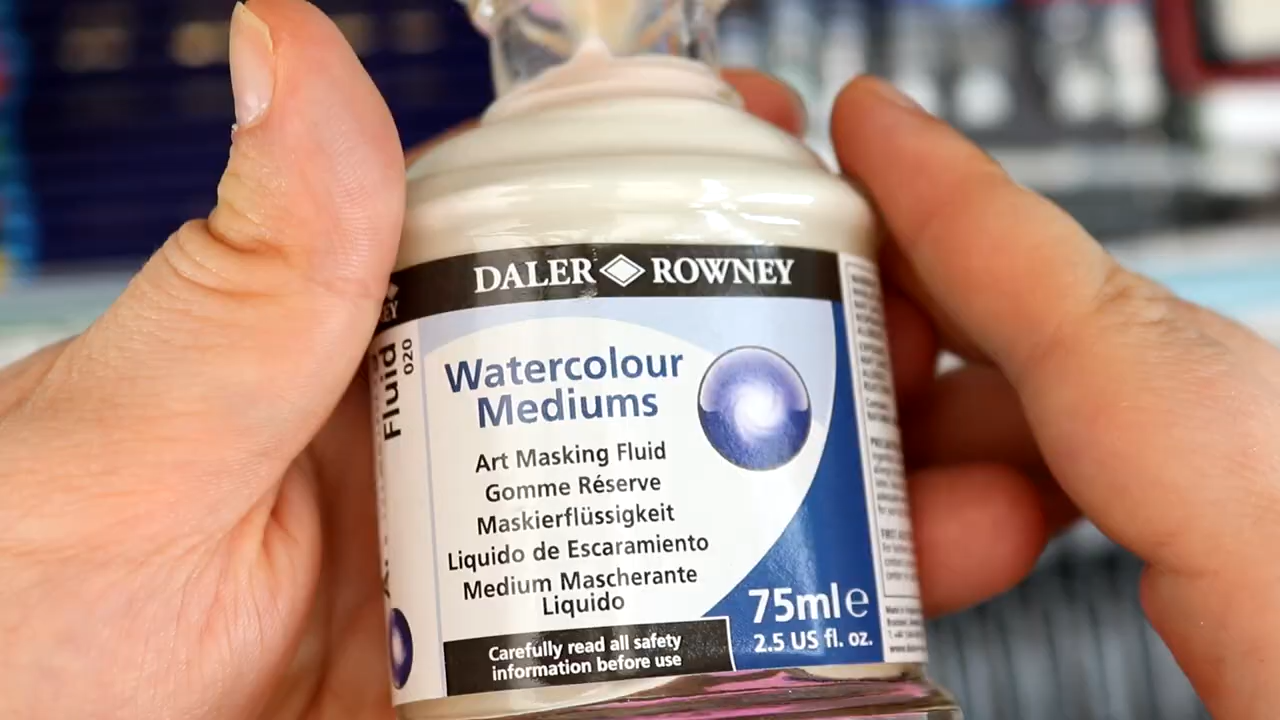 DALER ROWNEY
Watercolour
Mediums
Art Masking Fluid
Gomme Réserve
Maskierflüssigkeit
Liquido de Escaramiento
Medium Mascherante
Liquido
Carefully read all safety
information before use
75ml℮
2.5 US fl. oz.
Fluid
020